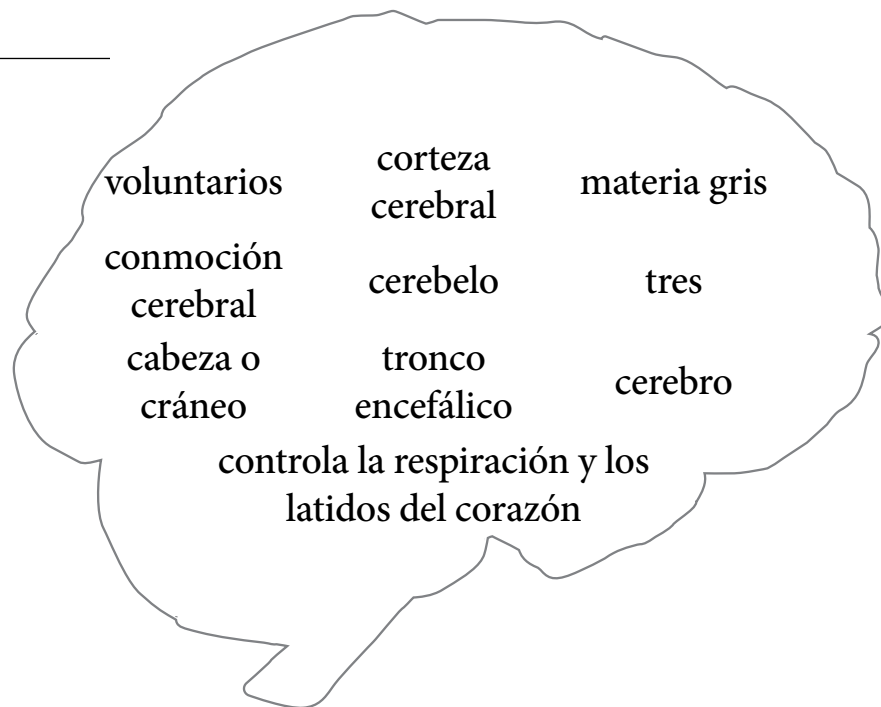 voluntarios
corteza
cerebral
materia gris
conmoción
cerebral
cerebelo
tres
cabeza o
cráneo
tronco
encefálico
cerebro
controla la respiración y los
latidos del corazón